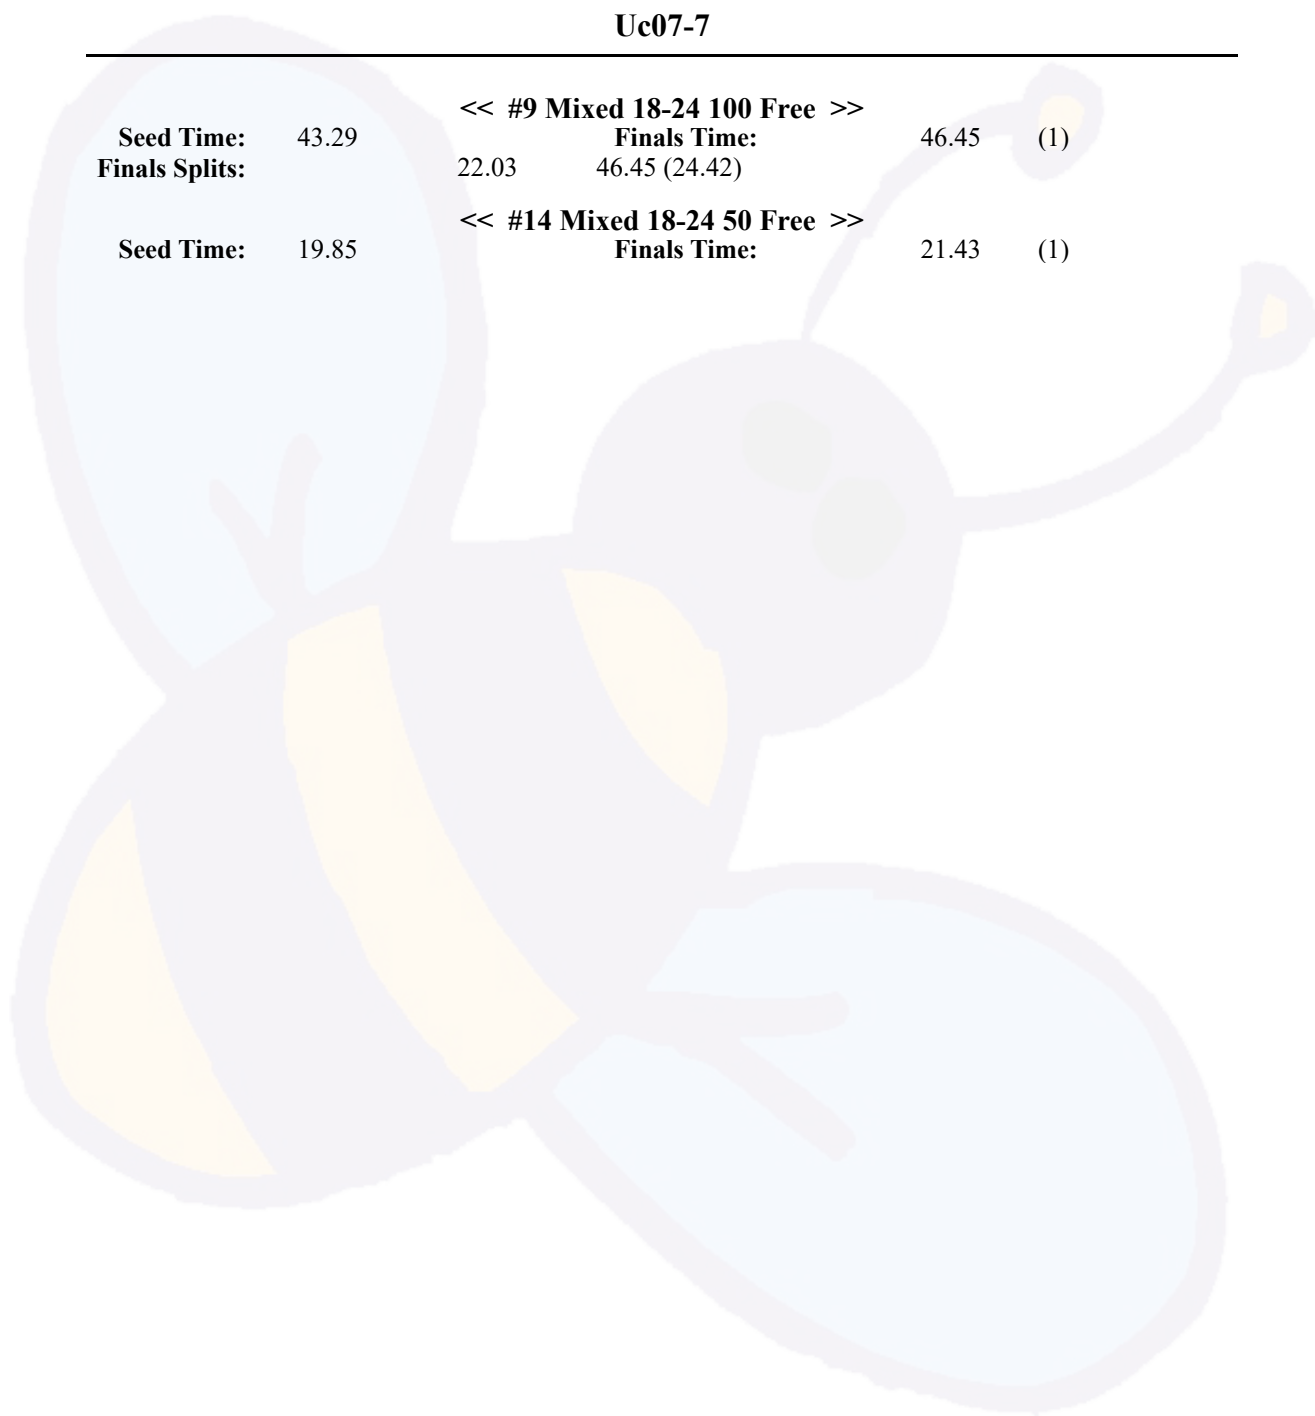 Uc07-7
<< #9 Mixed 18-24 100 Free >>
Seed Time: 43.29 Finals Time: 46.45 (1)
Finals Splits: 22.03 46.45 (24.42)
<< #14 Mixed 18-24 50 Free >>
Seed Time: 19.85 Finals Time: 21.43 (1)